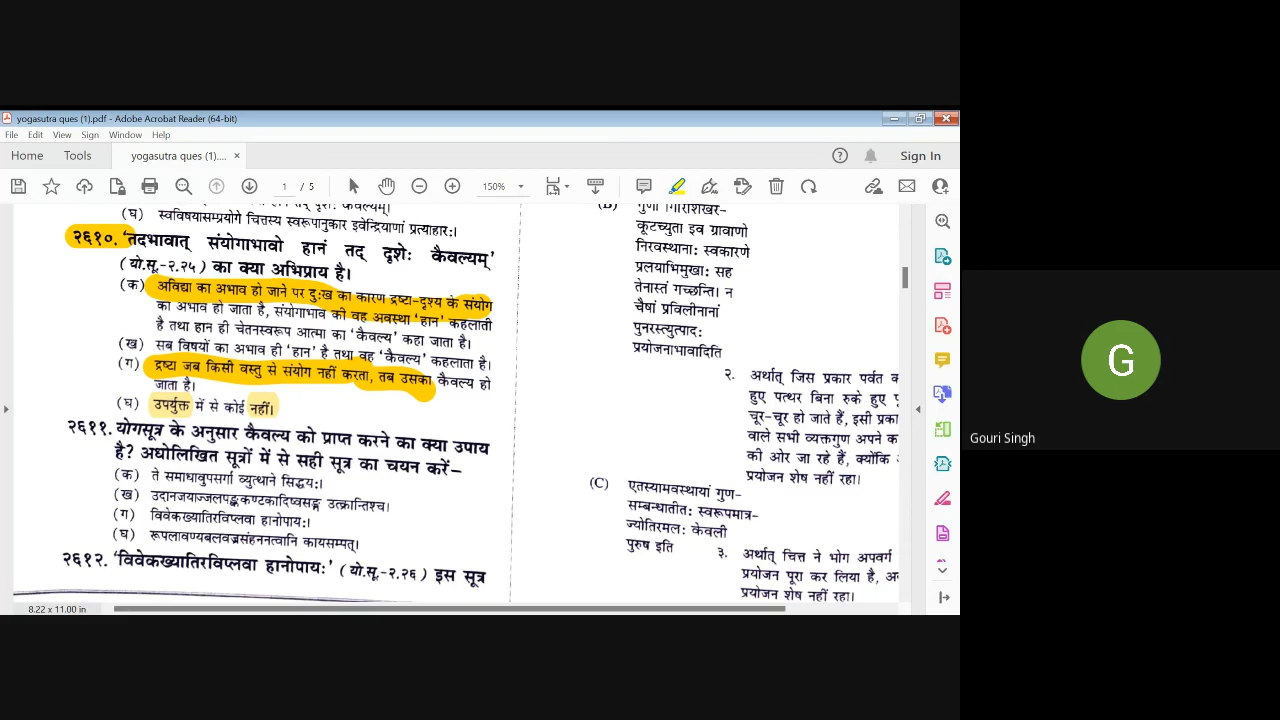 yogasutra ques (1).pdf - Adobe Acrobat Reader (64-bit)
File Edit View Sign Window Help
Home Tools yogasutra ques (1).... × Sign In
1 / 5 150%
(घ) स्वविषयासम्प्रयोगे चित्तस्य स्वरूपानुकार इवेन्द्रियाणां प्रत्याहारः।
२६१०. 'तदभावात् संयोगाभावो हानं तद् दृशेः कैवल्यम्'
(यो.सू.-२.२५) का क्या अभिप्राय है।
(क) अविद्या का अभाव हो जाने पर दुःख का कारण द्रष्टा-दृश्य के संयोग
का अभाव हो जाता है, संयोगाभाव की वह अवस्था 'हान' कहलाती
है तथा हान ही चेतनस्वरूप आत्मा का 'कैवल्य' कहा जाता है।
(ख) सब विषयों का अभाव ही 'हान' है तथा वह 'कैवल्य' कहलाता है।
(ग) द्रष्टा जब किसी वस्तु से संयोग नहीं करता, तब उसका कैवल्य हो
जाता है।
(घ) उपर्युक्त में से कोई नहीं।
२६११. योगसूत्र के अनुसार कैवल्य को प्राप्त करने का क्या उपाय
है? अधोलिखित सूत्रों में से सही सूत्र का चयन करें–
(क) ते समाधावुपसर्गा व्युत्थाने सिद्धयः।
(ख) उदानजयाज्जलपङ्ककण्टकादिष्वसङ्ग उत्क्रान्तिश्च।
(ग) विवेकख्यातिरविप्लवा हानोपायः।
(घ) रूपलावण्यबलवज्रसंहननत्वानि कायसम्पत्।
२६१२. 'विवेकख्यातिरविप्लवा हानोपायः' (यो.सू.-२.२६) इस सूत्र
(B) गुणा गिरिशिखर-
कूटच्युता इव ग्रावाणो
निरवस्थानाः स्वकारणे
प्रलयाभिमुखाः सह
तेनास्तं गच्छन्ति। न
चैषां प्रविलीनानां
पुनरस्त्युत्पादः
प्रयोजनाभावादिति
२. अर्थात् जिस प्रकार पर्वत
हुए पत्थर बिना रुके हुए
चूर-चूर हो जाते हैं, इसी
वाले सभी व्यक्तगुण अपने
की ओर जा रहे हैं, क्योंकि
प्रयोजन शेष नहीं रहा।
(C) एतस्यामवस्थायां गुण-
सम्बन्धातीतः स्वरूपमात्र-
ज्योतिरमलः केवली
पुरुष इति
३. अर्थात् चित्त ने भोग अपवर्ग
प्रयोजन पूरा कर लिया है,
प्रयोजन शेष नहीं रहा।
8.22 x 11.00 in
G
Gouri Singh